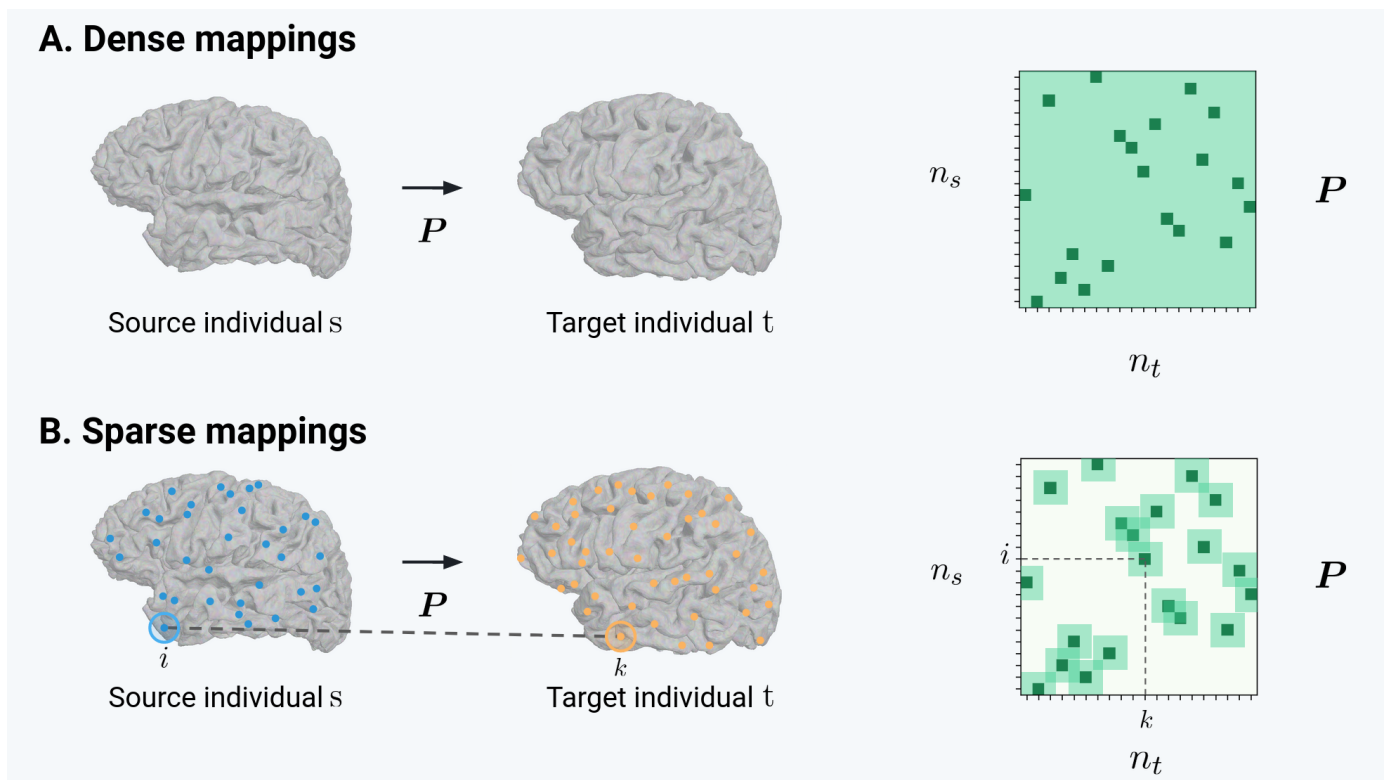 A. Dense mappings
n_s
P
P
Source individual s
Target individual t
n_t
B. Sparse mappings
i
n_s
P
P
i
k
Source individual s
Target individual t
k
n_t